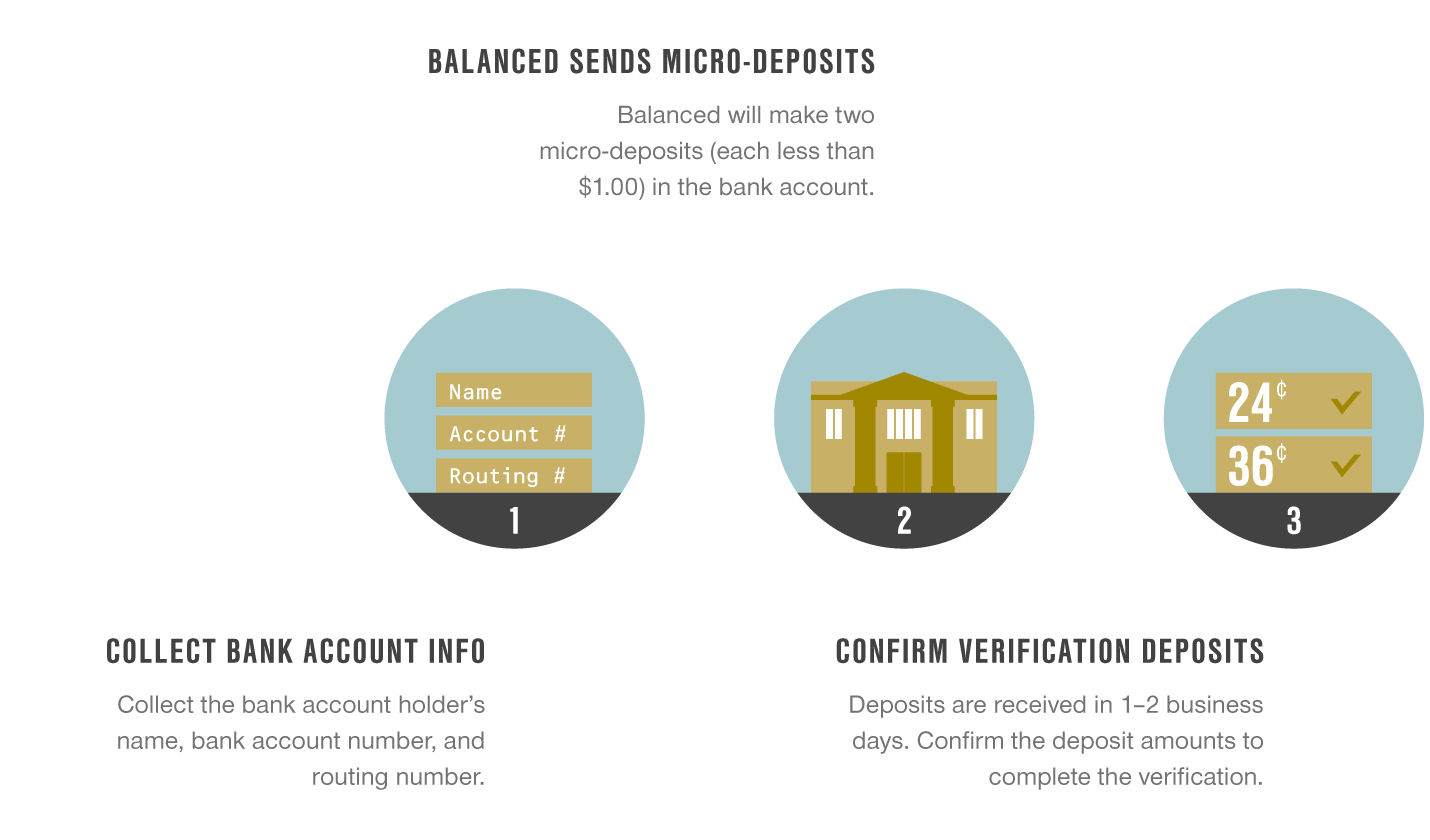 BALANCED SENDS MICRO-DEPOSITS
Balanced will make two
micro-deposits (each less than
$1.00) in the bank account.
Name
Account #
Routing #
1
2
24¢
36¢
3
COLLECT BANK ACCOUNT INFO
Collect the bank account holder’s
name, bank account number, and
routing number.
CONFIRM VERIFICATION DEPOSITS
Deposits are received in 1–2 business
days. Confirm the deposit amounts to
complete the verification.